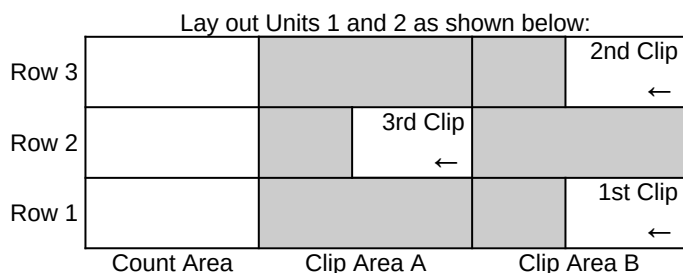 Lay out Units 1 and 2 as shown below:
Row 3
2nd Clip
←
Row 2
3rd Clip
←
Row 1
1st Clip
←
Count Area
Clip Area A
Clip Area B